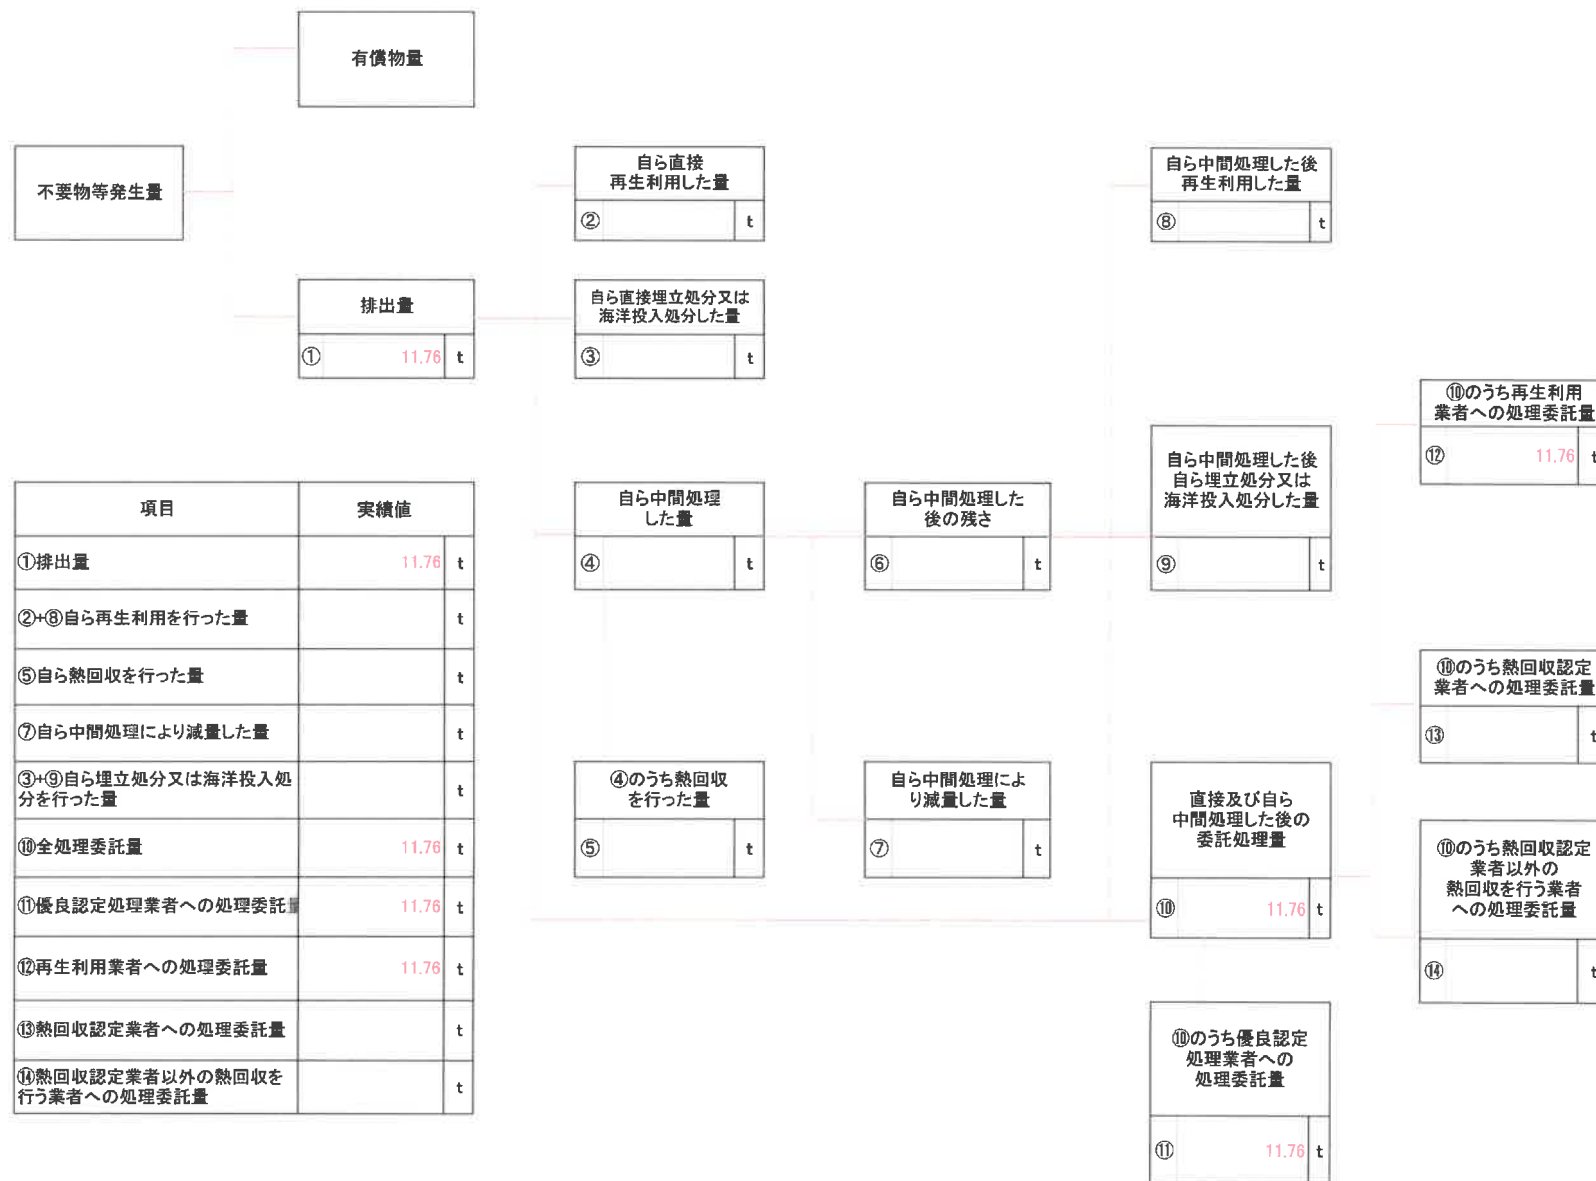 有償物量
不要物等発生量
自ら直接
再生利用した量
② t
自ら中間処理した後
再生利用した量
⑧ t
排出量
① 11.76 t
自ら直接埋立処分又は
海洋投入処分した量
③ t
⑩のうち再生利用
業者への処理委託量
⑫ 11.76 t
自ら中間処理
した量
④ t
自ら中間処理した
後の残さ
⑥ t
自ら中間処理した後
自ら埋立処分又は
海洋投入処分した量
⑨ t
項目 実績値
①排出量 11.76 t
②+⑧自ら再生利用を行った量 t
⑤自ら熱回収を行った量 t
⑦自ら中間処理により減量した量 t
③+⑨自ら埋立処分又は海洋投入処
分を行った量 t
⑩全処理委託量 11.76 t
⑪優良認定処理業者への処理委託量 11.76 t
⑫再生利用業者への処理委託量 11.76 t
⑬熱回収認定業者への処理委託量 t
⑭熱回収認定業者以外の熱回収を
行う業者への処理委託量 t
④のうち熱回収
を行った量
⑤ t
自ら中間処理によ
り減量した量
⑦ t
直接及び自ら
中間処理した後の
委託処理量
⑩ 11.76 t
⑩のうち熱回収認定
業者への処理委託量
⑬ t
⑩のうち熱回収認定
業者以外の
熱回収を行う業者
への処理委託量
⑭ t
⑩のうち優良認定
処理業者への
処理委託量
⑪ 11.76 t